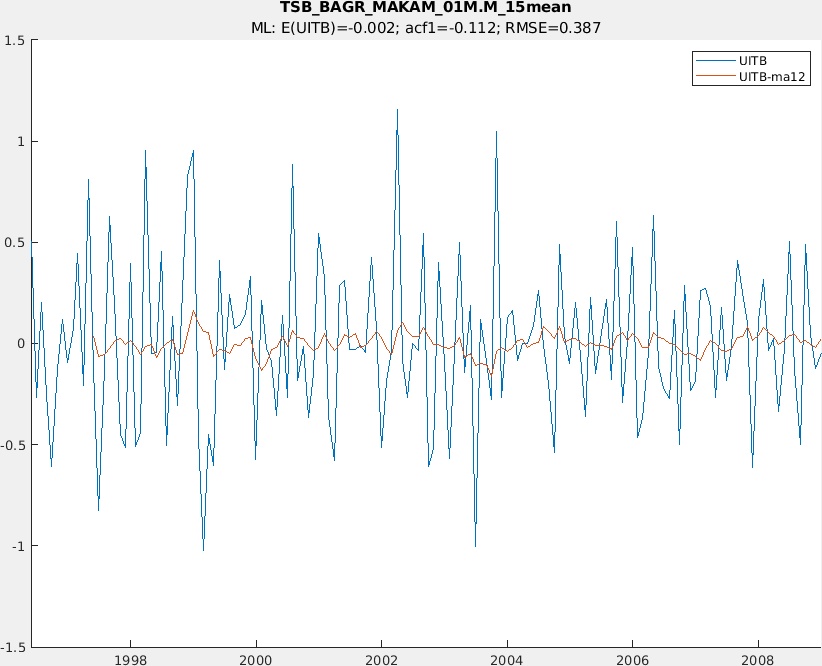 TSB_BAGR_MAKAM_01M.M_15mean
ML: E(UITB)=-0.002; acf1=-0.112; RMSE=0.387
1.5
UITB
UITB-ma12
1
0.5
0
-0.5
-1
-1.5
1998 2000 2002 2004 2006 2008